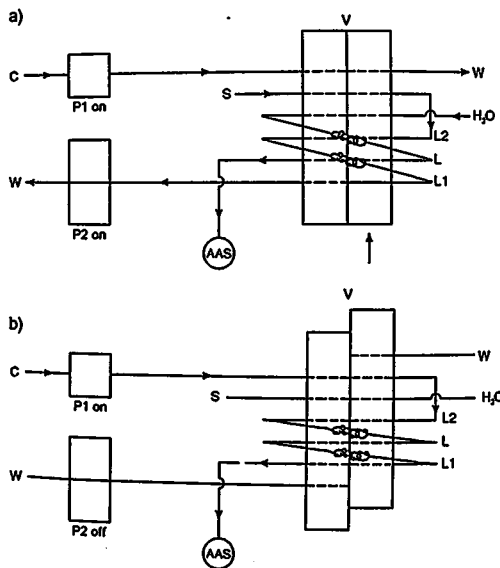 a)
V
C
P1 on
W
S
H₂O
L2
L
L1
W
P2 on
AAS
b)
V
C
P1 on
W
S
H₂O
L2
L
L1
W
P2 off
AAS